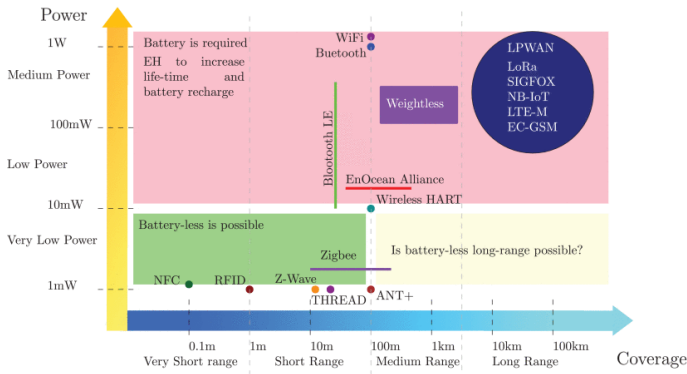 Power
1W
Medium Power
100mW
Low Power
10mW
Very Low Power
1mW
Battery is required
EH to increase
life-time and
battery recharge
WiFi
Buetooth
Blootooth LE
Weightless
LPWAN
LoRa
SIGFOX
NB-IoT
LTE-M
EC-GSM
EnOcean Alliance
Wireless HART
Battery-less is possible
Zigbee
Is battery-less long-range possible?
NFC
RFID
Z-Wave
THREAD
ANT+
0.1m
1m
10m
100m
1km
10km
100km
Very Short range
Short Range
Medium Range
Long Range
Coverage